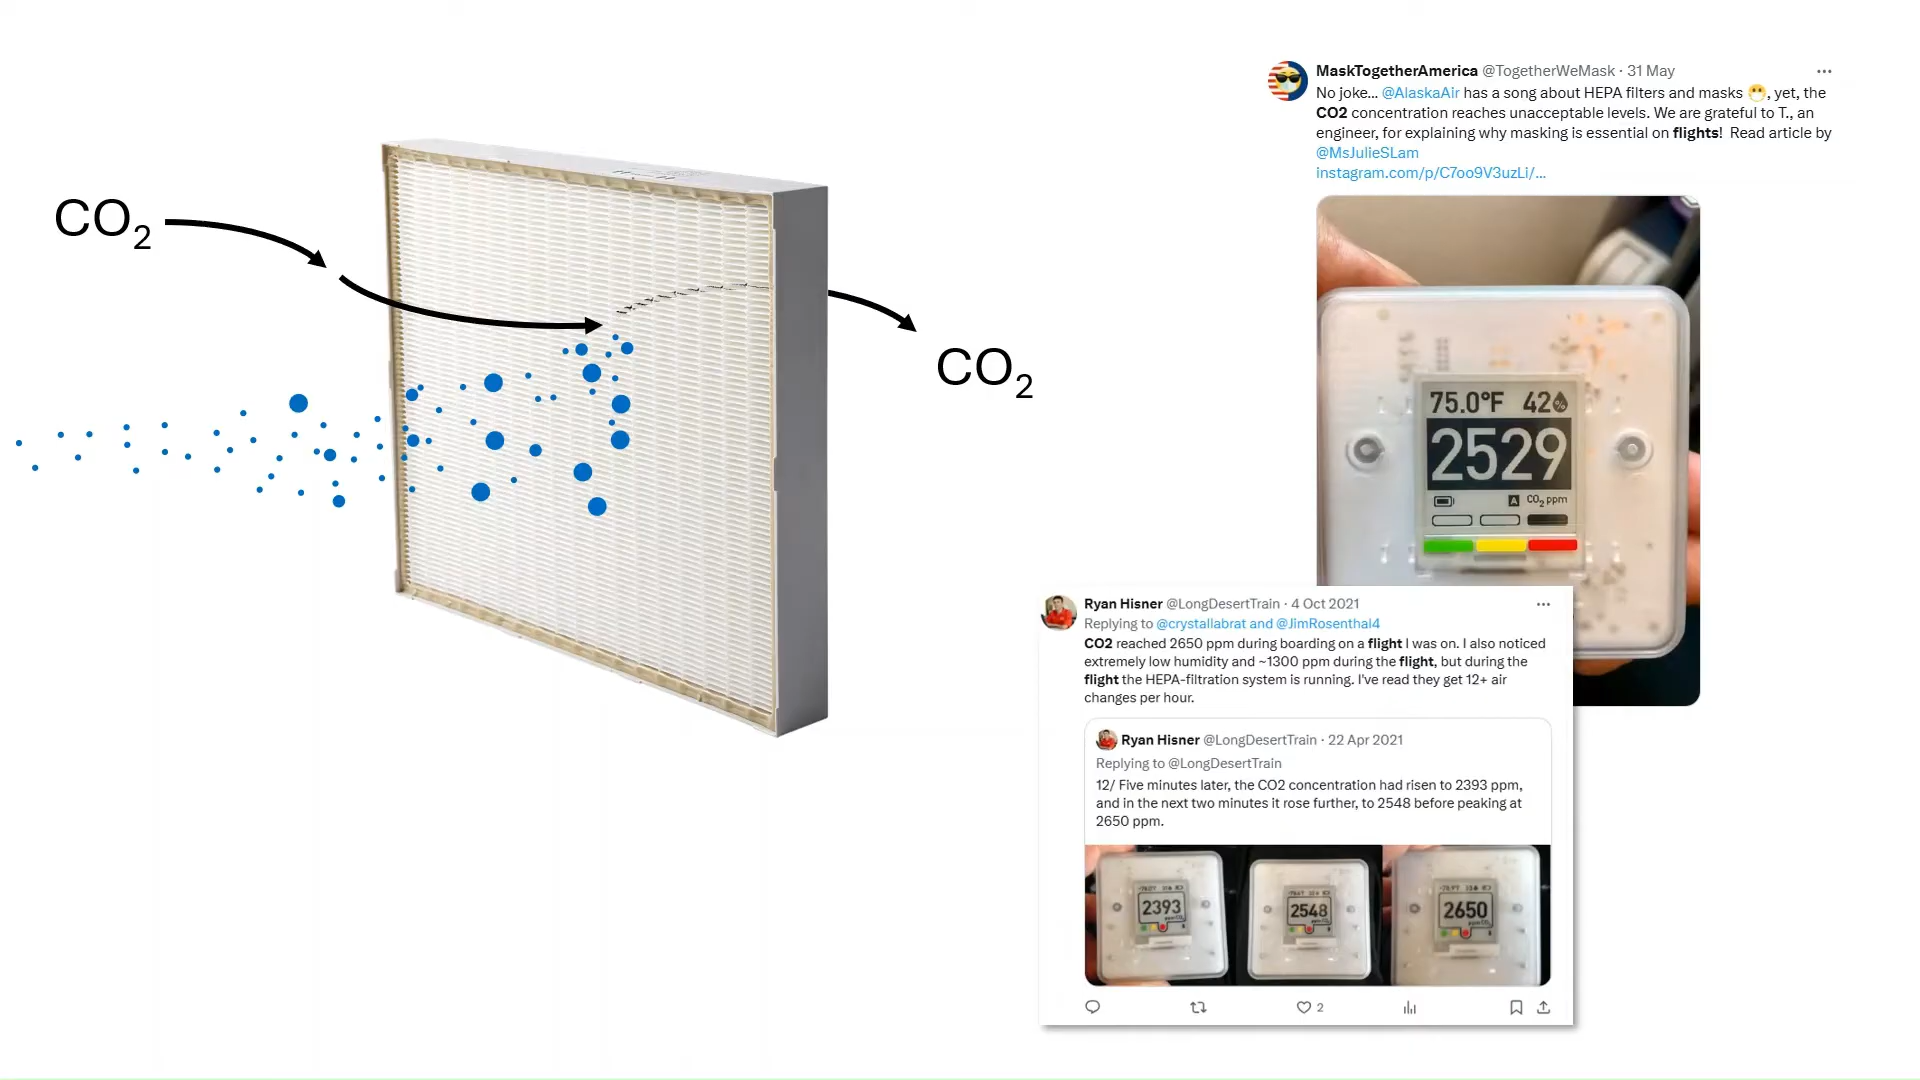 CO2
CO2
MaskTogetherAmerica @TogetherWeMask · 31 May
No joke... @AlaskaAir has a song about HEPA filters and masks 😷, yet, the
CO2 concentration reaches unacceptable levels. We are grateful to T., an
engineer, for explaining why masking is essential on flights! Read article by
@MsJulieSLam
instagram.com/p/C7oo9V3uzLi/...
75.0°F 42%
2529
A CO2 ppm
Ryan Hisner @LongDesertTrain · 4 Oct 2021
Replying to @crystallabrat and @JimRosenthal4
CO2 reached 2650 ppm during boarding on a flight I was on. I also noticed
extremely low humidity and ~1300 ppm during the flight, but during the
flight the HEPA-filtration system is running. I've read they get 12+ air
changes per hour.
Ryan Hisner @LongDesertTrain · 22 Apr 2021
Replying to @LongDesertTrain
12/ Five minutes later, the CO2 concentration had risen to 2393 ppm,
and in the next two minutes it rose further, to 2548 before peaking at
2650 ppm.
2393
2548
2650
2